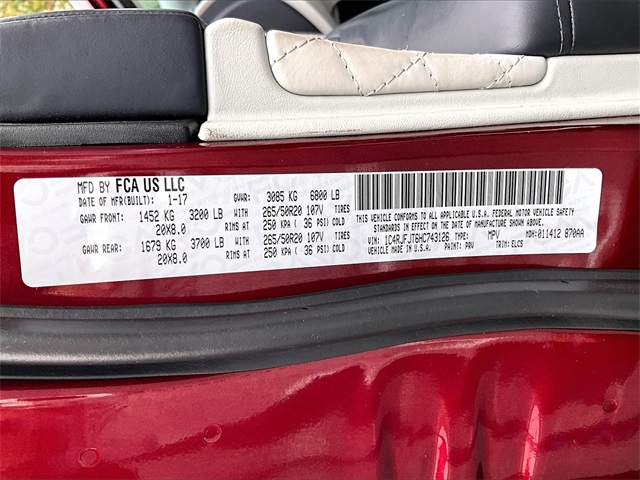 MFD BY FCA US LLC
DATE OF MFR(BUILT): 1-17 GVWR: 3085 KG 6800 LB
GAWR FRONT: 1452 KG 3200 LB WITH 265/50R20 107V TIRES
20X8.0 RIMS AT 250 KPA ( 36 PSI) COLD
GAWR REAR: 1679 KG 3700 LB WITH 265/50R20 107V TIRES
20X8.0 RIMS AT 250 KPA ( 36 PSI) COLD
THIS VEHICLE CONFORMS TO ALL APPLICABLE U.S.A. FEDERAL MOTOR VEHICLE SAFETY
STANDARDS IN EFFECT ON THE DATE OF MANUFACTURE SHOWN ABOVE.
VIN: 1C4RJFJT6HC743126 TYPE: MPV MDH: 011412 870AA
VEHICLE MADE IN U.S.A. PAINT: PRV TRIM: ELCS